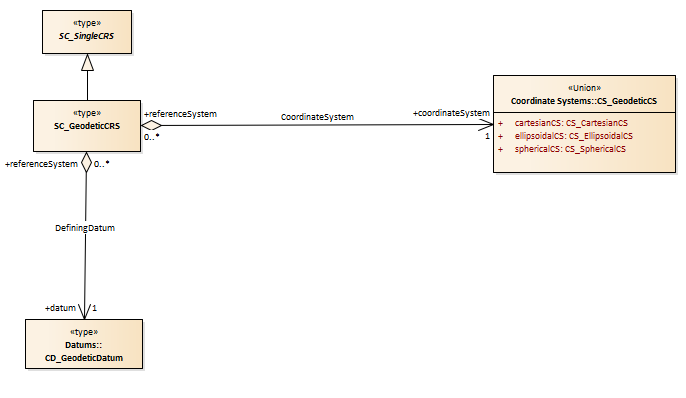 «type»
SC_SingleCRS
«type»
SC_GeodeticCRS
+referenceSystem
0..*
CoordinateSystem
+coordinateSystem
1
«Union»
Coordinate Systems::CS_GeodeticCS
+ cartesianCS: CS_CartesianCS
+ ellipsoidalCS: CS_EllipsoidalCS
+ sphericalCS: CS_SphericalCS
+referenceSystem
0..*
DefiningDatum
+datum
1
«type»
Datums::
CD_GeodeticDatum